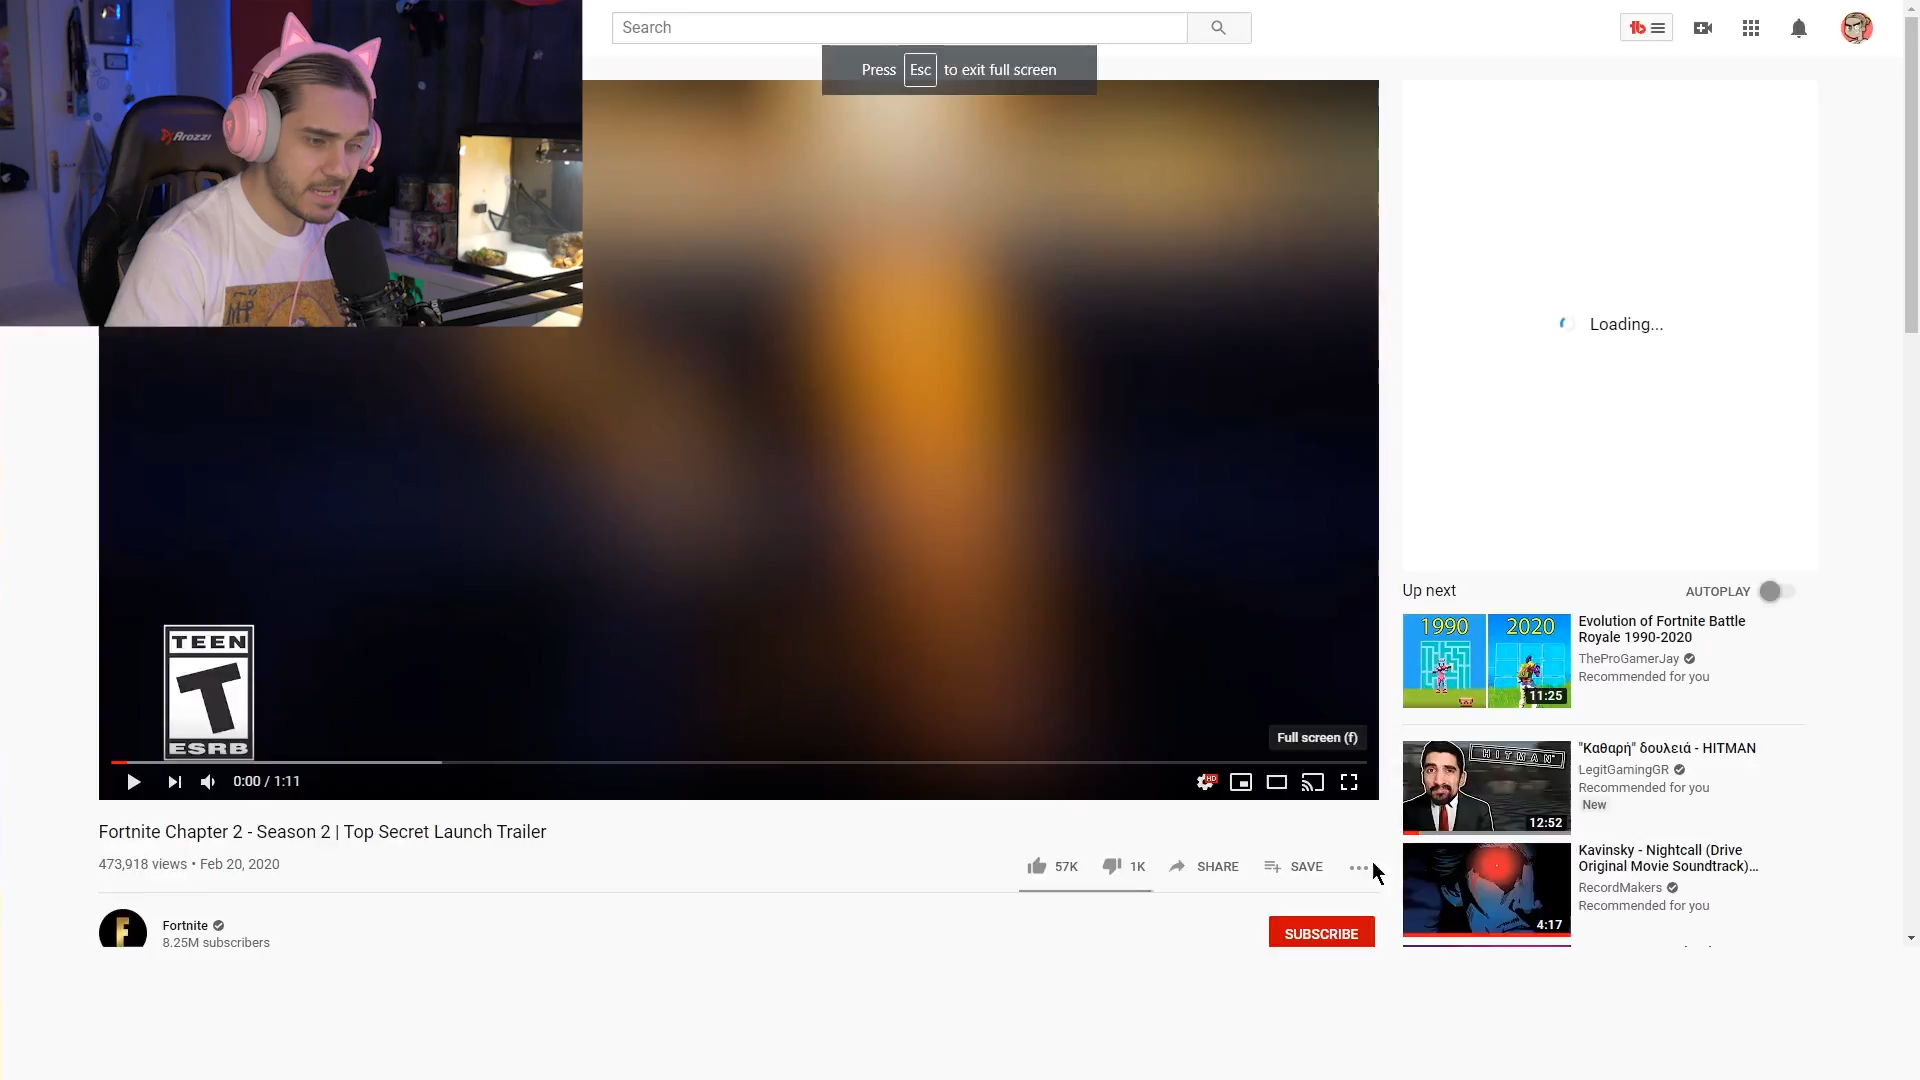 Search
Press Esc to exit full screen
Arozzi
Loading...
TEEN
T
ESRB
Full screen (f)
0:00 / 1:11
HD
Fortnite Chapter 2 - Season 2 | Top Secret Launch Trailer
473,918 views • Feb 20, 2020
57K
1K
SHARE
SAVE
Fortnite
8.25M subscribers
SUBSCRIBE
Up next
AUTOPLAY
1990
2020
11:25
Evolution of Fortnite Battle
Royale 1990-2020
TheProGamerJay
Recommended for you
HITMAN
12:52
"Καθαρή" δουλειά - HITMAN
LegitGamingGR
Recommended for you
New
4:17
Kavinsky - Nightcall (Drive
Original Movie Soundtrack)...
RecordMakers
Recommended for you